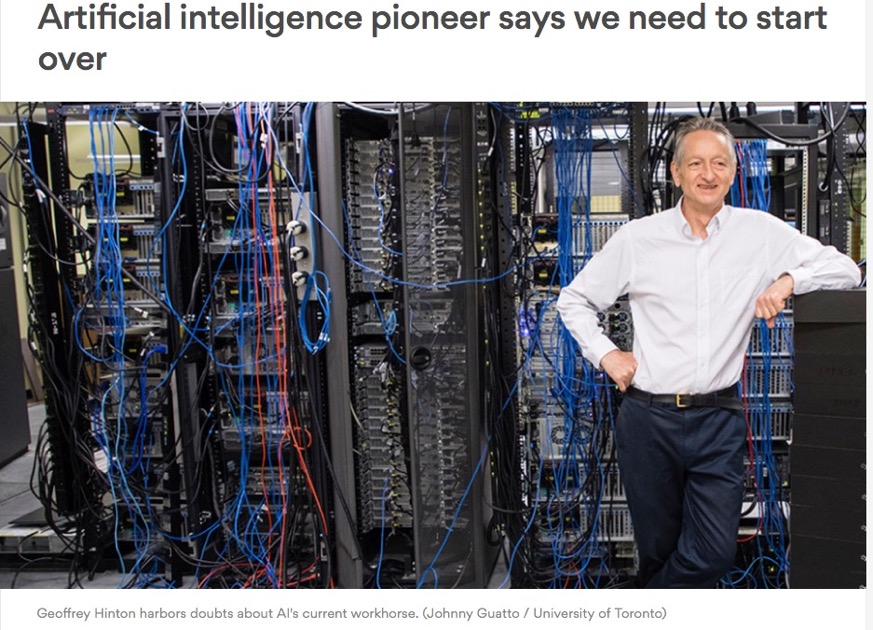 Artificial intelligence pioneer says we need to start
over
Geoffrey Hinton harbors doubts about AI's current workhorse. (Johnny Guatto / University of Toronto)